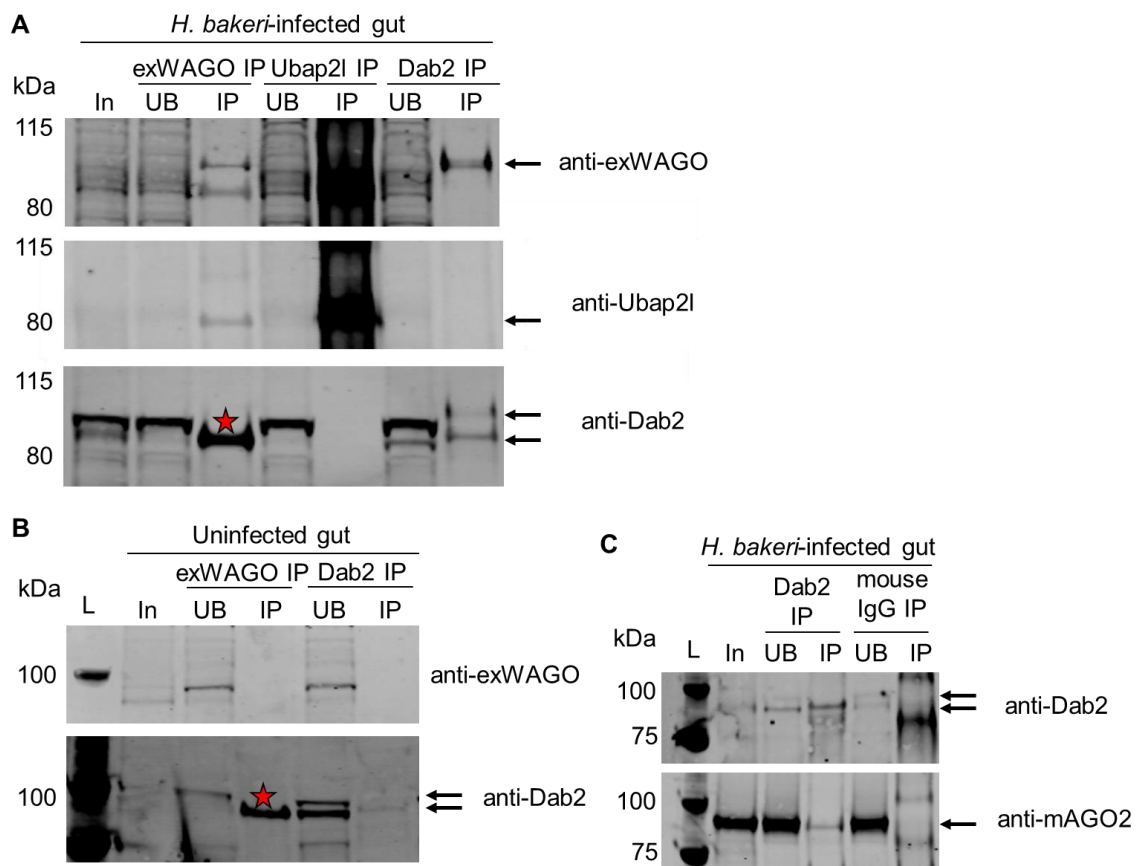 A
H. bakeri-infected gut
exWAGO IP Ubap2l IP Dab2 IP
kDa
In UB IP UB IP UB IP
115
anti-exWAGO
80
115
anti-Ubap2l
80
115
anti-Dab2
80
B
Uninfected gut
exWAGO IP Dab2 IP
kDa
L In UB IP UB IP
100
anti-exWAGO
100
anti-Dab2
C
H. bakeri-infected gut
Dab2 IP
mouse IgG IP
kDa
L In UB IP UB IP
100
anti-Dab2
75
100
anti-mAGO2
75